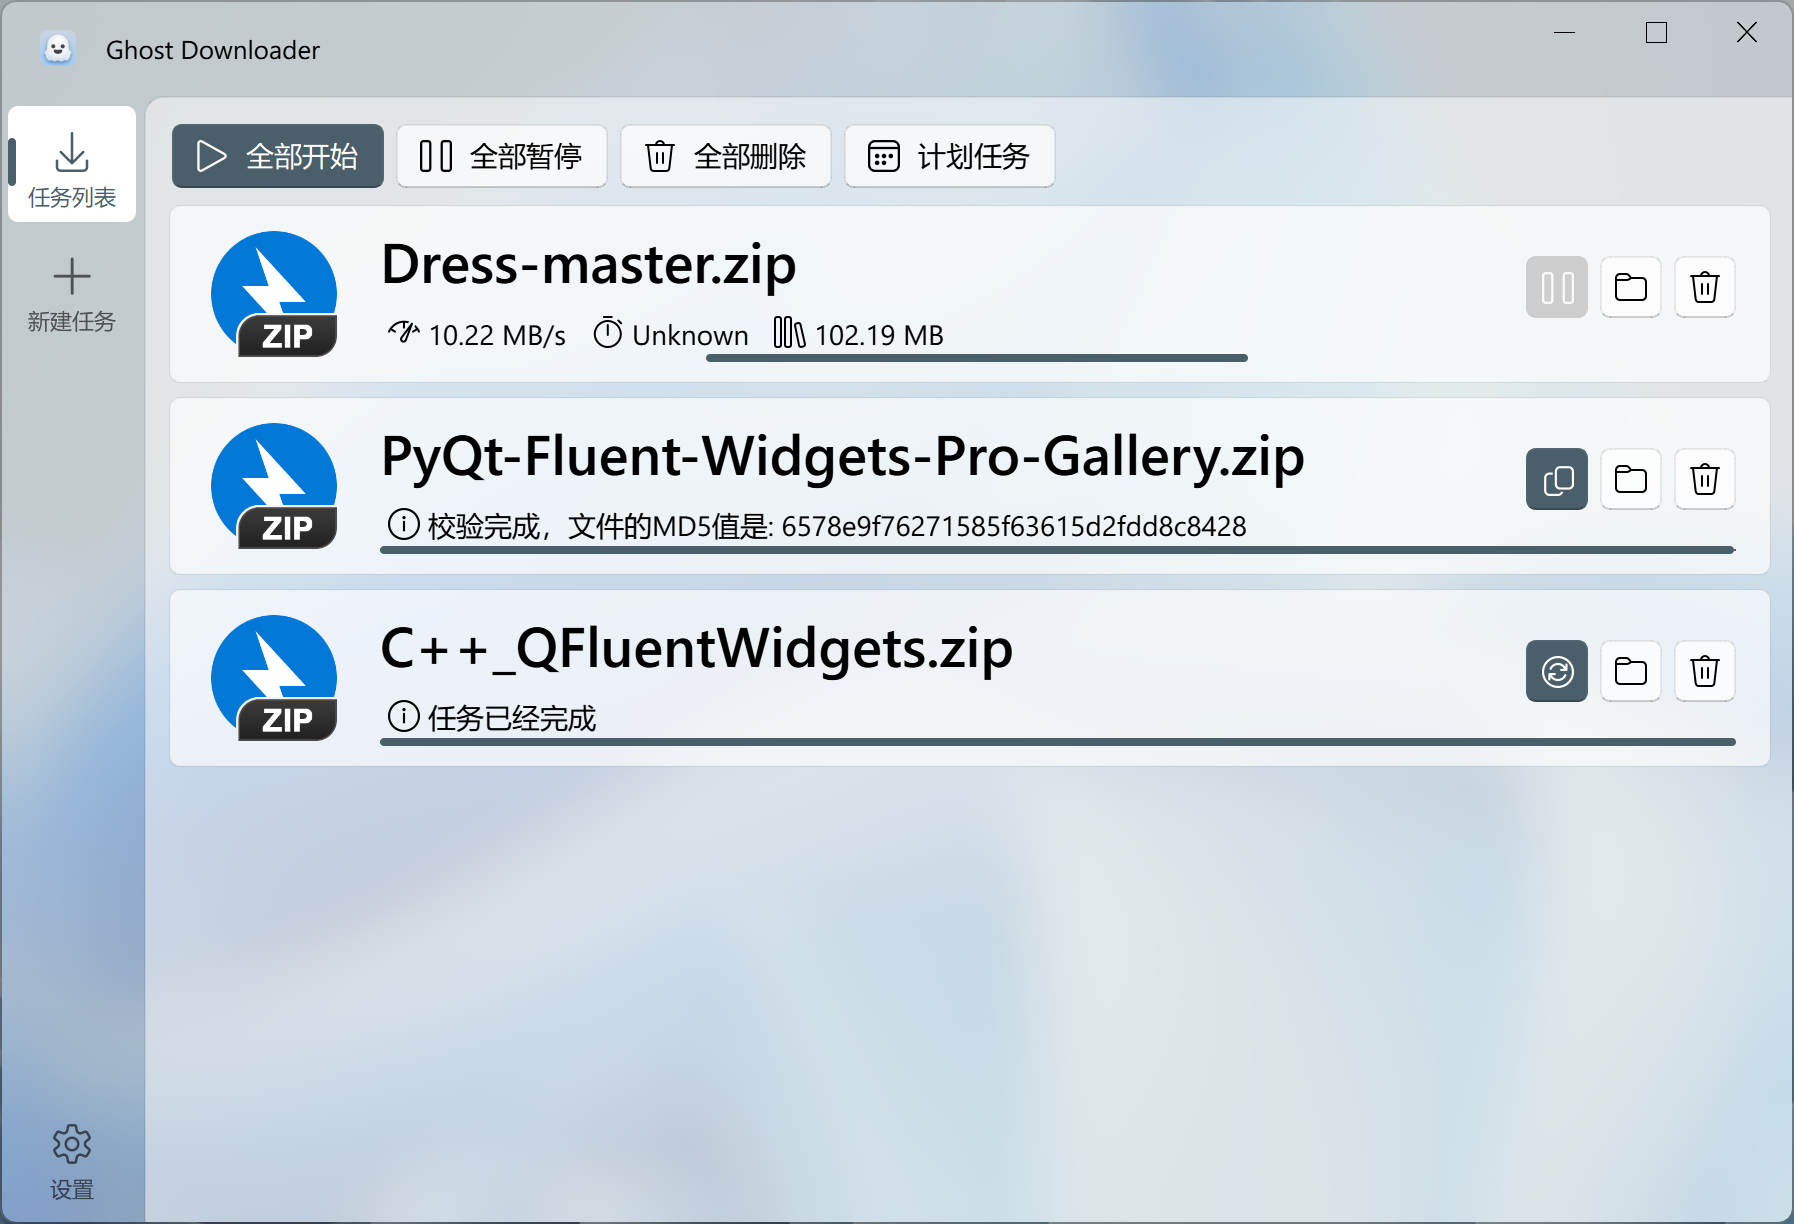 Ghost Downloader
任务列表
新建任务
设置
全部开始 全部暂停 全部删除 计划任务
ZIP
Dress-master.zip
10.22 MB/s Unknown 102.19 MB
ZIP
PyQt-Fluent-Widgets-Pro-Gallery.zip
校验完成，文件的MD5值是: 6578e9f76271585f63615d2fdd8c8428
ZIP
C++_QFluentWidgets.zip
任务已经完成